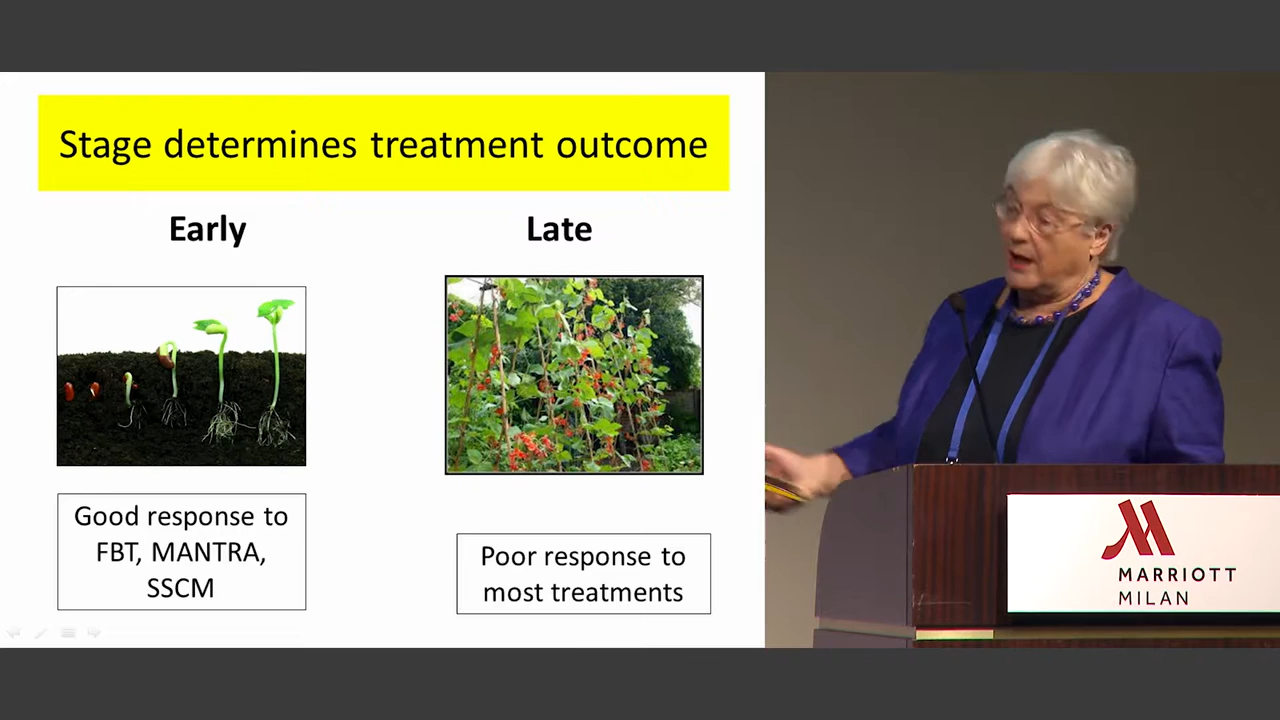 Stage determines treatment outcome
Early
Late
Good response to
FBT, MANTRA,
SSCM
Poor response to
most treatments
MARRIOTT
MILAN